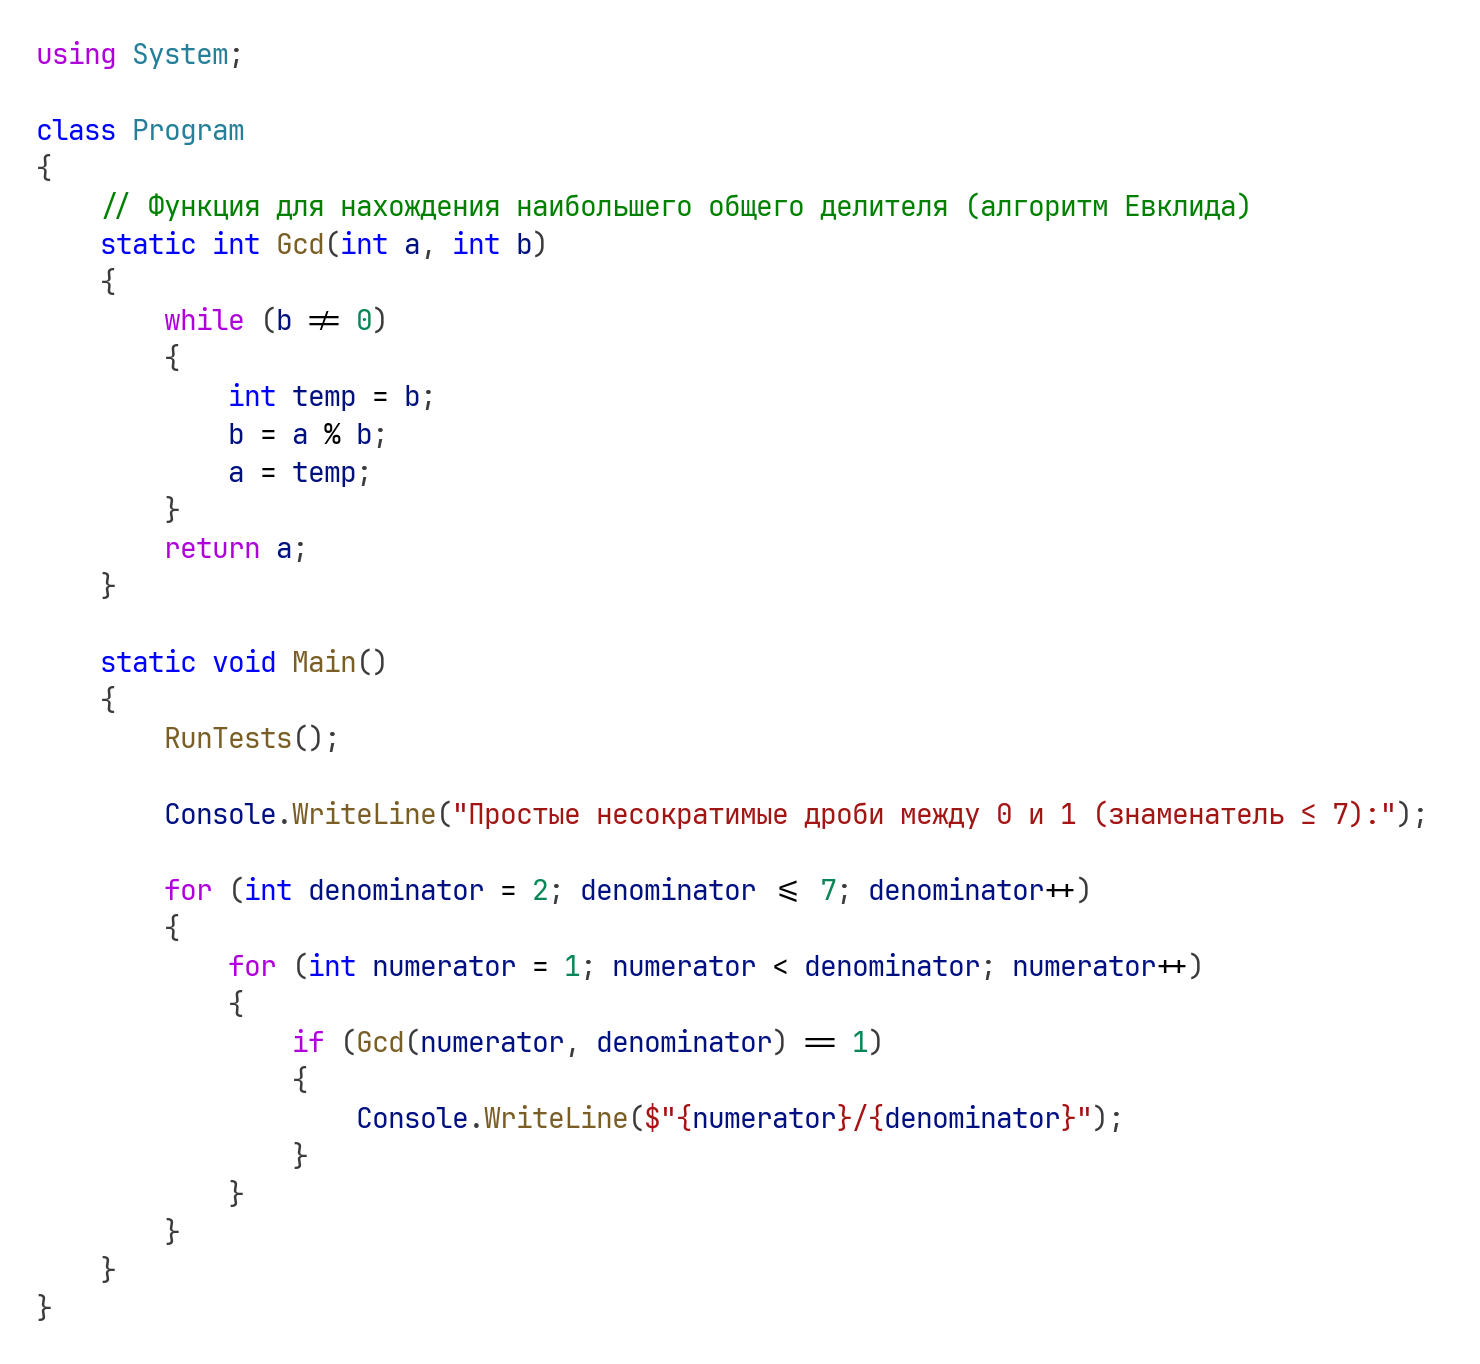 using System;

class Program
{
    // Функция для нахождения наибольшего общего делителя (алгоритм Евклида)
    static int Gcd(int a, int b)
    {
        while (b != 0)
        {
            int temp = b;
            b = a % b;
            a = temp;
        }
        return a;
    }

    static void Main()
    {
        RunTests();

        Console.WriteLine("Простые несократимые дроби между 0 и 1 (знаменатель ≤ 7):");

        for (int denominator = 2; denominator <= 7; denominator++)
        {
            for (int numerator = 1; numerator < denominator; numerator++)
            {
                if (Gcd(numerator, denominator) == 1)
                {
                    Console.WriteLine($"{numerator}/{denominator}");
                }
            }
        }
    }
}